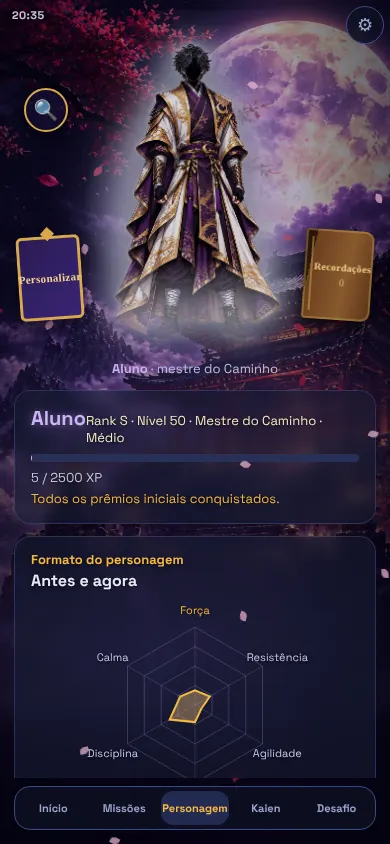 20:35
Personalizar
Recordações
0
Aluno · mestre do Caminho
Aluno Rank S · Nível 50 · Mestre do Caminho ·
Médio
5 / 2500 XP
Todos os prêmios iniciais conquistados.
Formato do personagem
Antes e agora
Força
Calma
Resistência
Disciplina
Agilidade
Início
Missões
Personagem
Kaien
Desafio